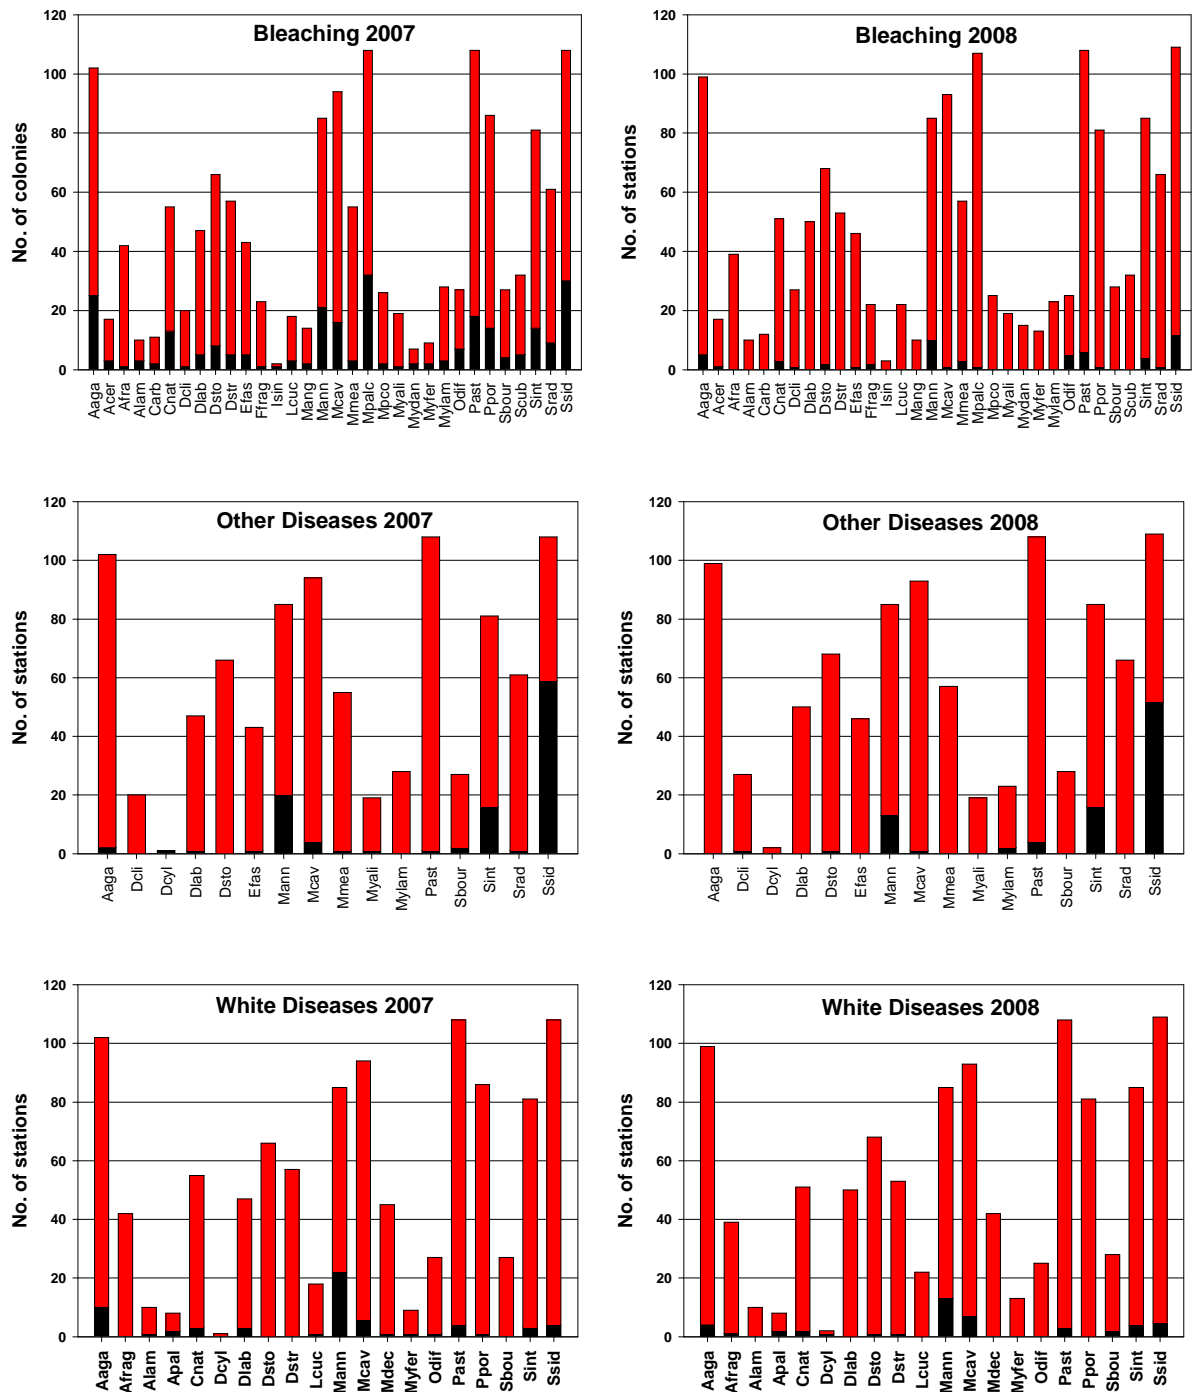 Bleaching 2007
No. of colonies
120
100
80
60
40
20
0
Aaga Acer Afra Alam Carb Cnat Dcli Dlab Dsto Dstr Efas Ffrag Isin Lcuc Mang Mann Mcav Mmea Mpalc Mpco Myali Mydan Myfer Mylam Odif Past Ppor Sbour Scub Sint Srad Ssid
Bleaching 2008
No. of stations
120
100
80
60
40
20
0
Aaga Acer Afra Alam Carb Cnat Dcli Dlab Dsto Dstr Efas Ffrag Isin Lcuc Mang Mann Mcav Mmea Mpalc Mpco Myali Mydan Myfer Mylam Odif Past Ppor Sbour Scub Sint Srad Ssid
Other Diseases 2007
No. of stations
120
100
80
60
40
20
0
Aaga Dcli Dcyl Dlab Dsto Efas Mann Mcav Mmea Myali Mylam Past Sbour Sint Srad Ssid
Other Diseases 2008
No. of stations
120
100
80
60
40
20
0
Aaga Dcli Dcyl Dlab Dsto Efas Mann Mcav Mmea Myali Mylam Past Sbour Sint Srad Ssid
White Diseases 2007
No. of stations
120
100
80
60
40
20
0
Aaga Afrag Alam Apal Cnat Dcyl Dlab Dsto Dstr Lcuc Mann Mcav Mdec Myfer Odif Past Ppor Sbou Sint Ssid
White Diseases 2008
No. of stations
120
100
80
60
40
20
0
Aaga Afrag Alam Apal Cnat Dcyl Dlab Dsto Dstr Lcuc Mann Mcav Mdec Myfer Odif Past Ppor Sbou Sint Ssid